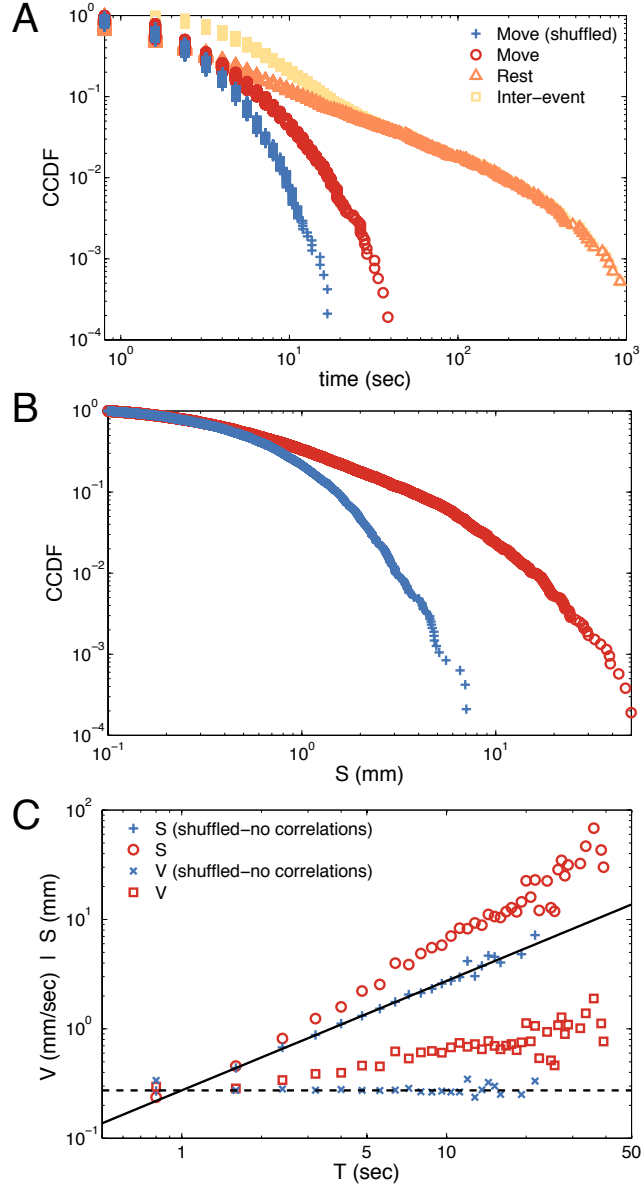 A
10^0
10^-1
10^-2
10^-3
10^-4
CCDF
Move (shuffled)
Move
Rest
Inter-event
10^0 10^1 10^2 10^3
time (sec)
B
10^0
10^-1
10^-2
10^-3
10^-4
CCDF
10^-1 10^0 10^1
S (mm)
C
10^2
10^1
10^0
10^-1
V (mm/sec) | S (mm)
S (shuffled-no correlations)
S
V (shuffled-no correlations)
V
1 10 50
T (sec)